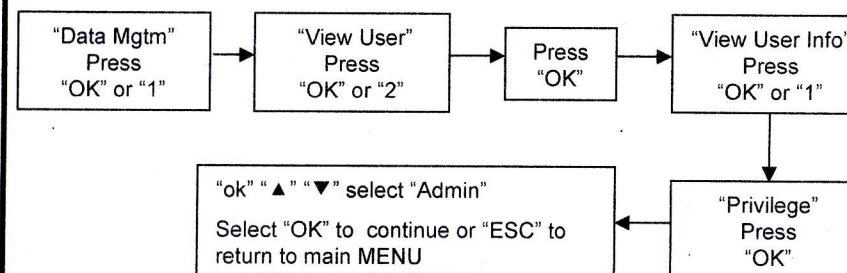 “Data Mgtm”
Press
“OK” or “1”
“View User”
Press
“OK” or “2”
Press
“OK”
“View User Info”
Press
“OK” or “1”
“Privilege”
Press
“OK”
“ok” “▲” “▼” select “Admin”
Select “OK” to continue or “ESC” to
return to main MENU